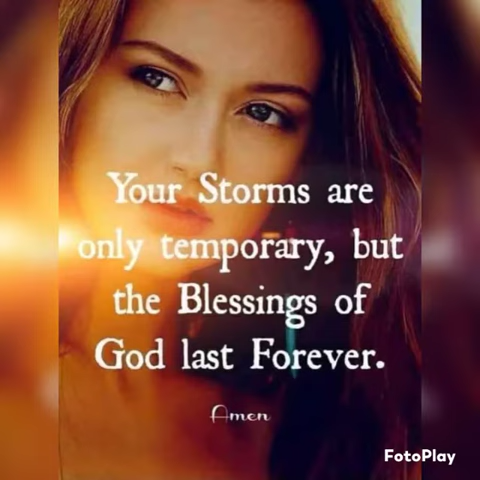 Your Storms are
only temporary, but
the Blessings of
God last Forever.
Amen
FotoPlay